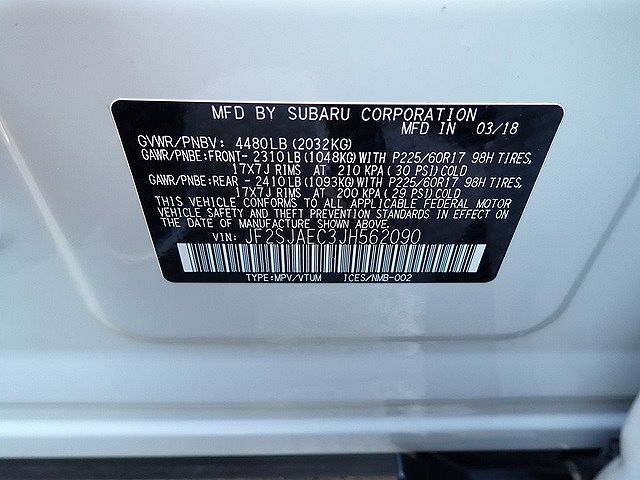 MFD BY SUBARU CORPORATION
MFD IN 03/18
GVWR/PNBV: 4480LB(2032KG)
GAWR/PNBE:FRONT-2310LB(1048KG)WITH P225/60R17 98H TIRES,
17X7J RIMS AT 210 KPA(30 PSI)COLD
GAWR/PNBE:REAR -2410LB(1093KG)WITH P225/60R17 98H TIRES,
17X7J RIMS AT 200 KPA(29 PSI)COLD
THIS VEHICLE CONFORMS TO ALL APPLICABLE FEDERAL MOTOR
VEHICLE SAFETY AND THEFT PREVENTION STANDARDS IN EFFECT ON
THE DATE OF MANUFACTURE SHOWN ABOVE.
VIN: JF2SJAEC3JH562090
TYPE:MPV/VTUM ICES/NMB-002